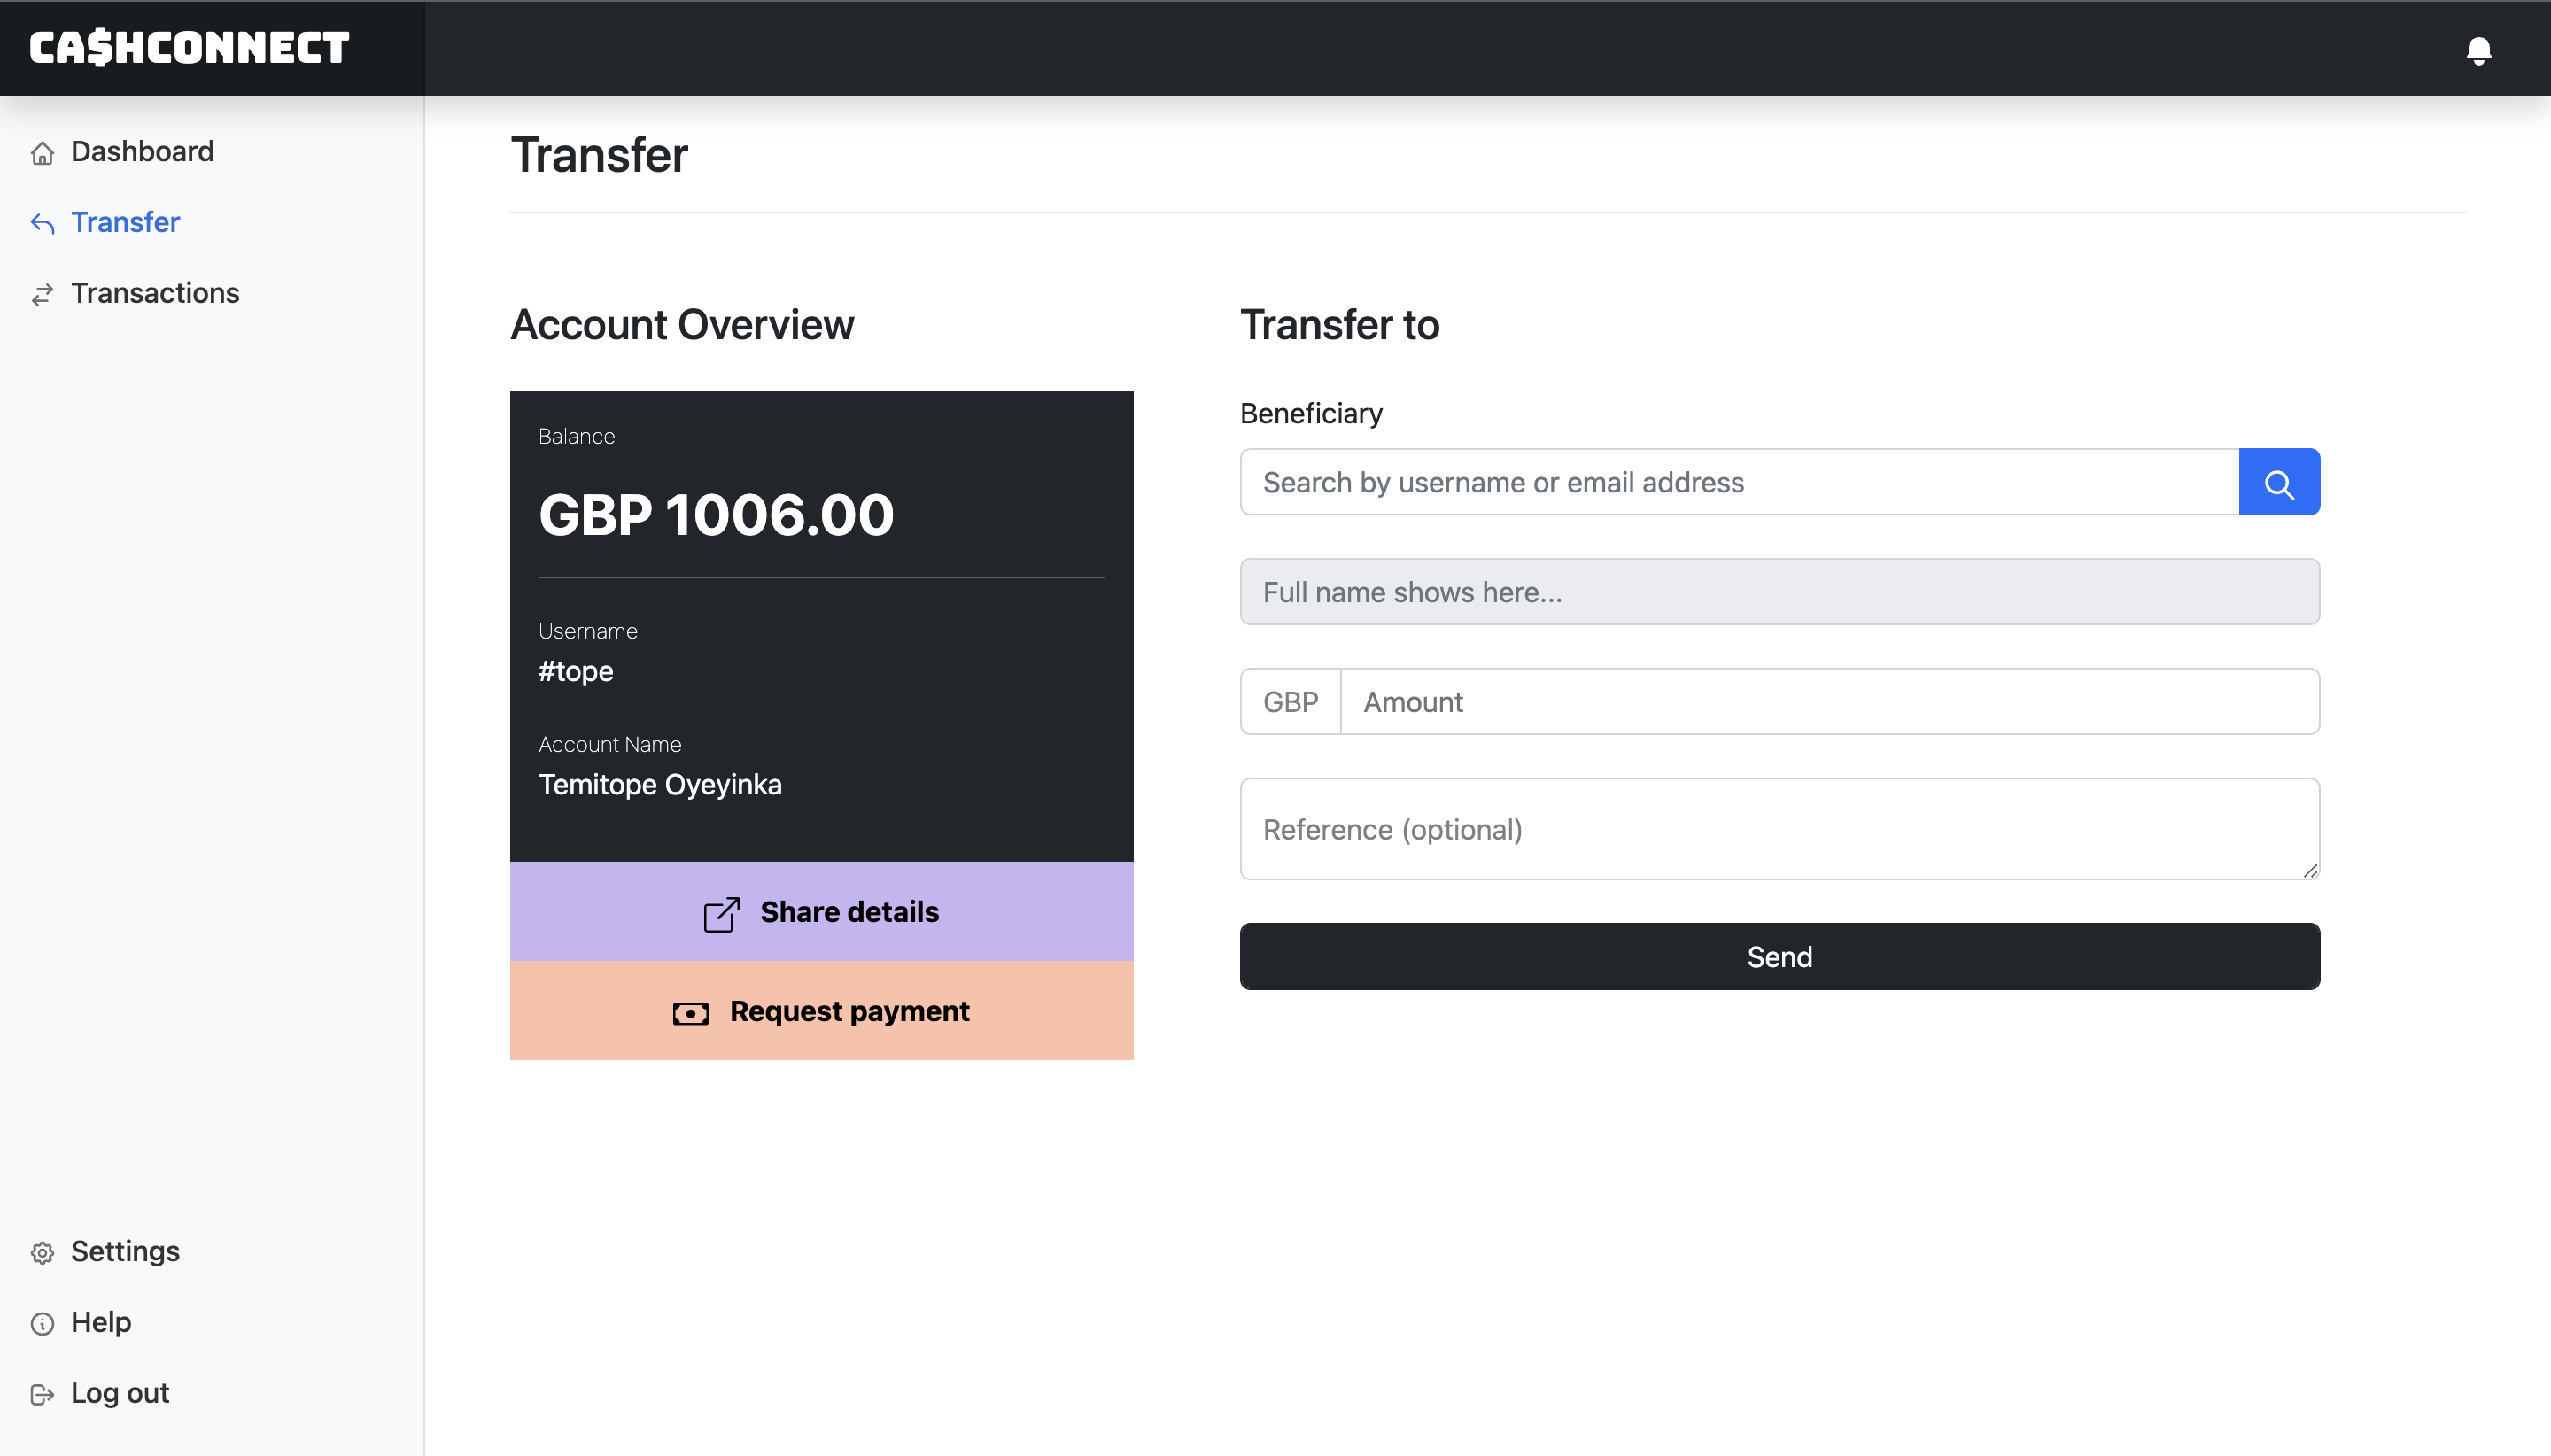 CA$HCONNECT
Dashboard
Transfer
Transactions
Settings
Help
Log out
Transfer
Account Overview
Balance
GBP 1006.00
Username
#tope
Account Name
Temitope Oyeyinka
Share details
Request payment
Transfer to
Beneficiary
Search by username or email address
Full name shows here...
GBP Amount
Reference (optional)
Send